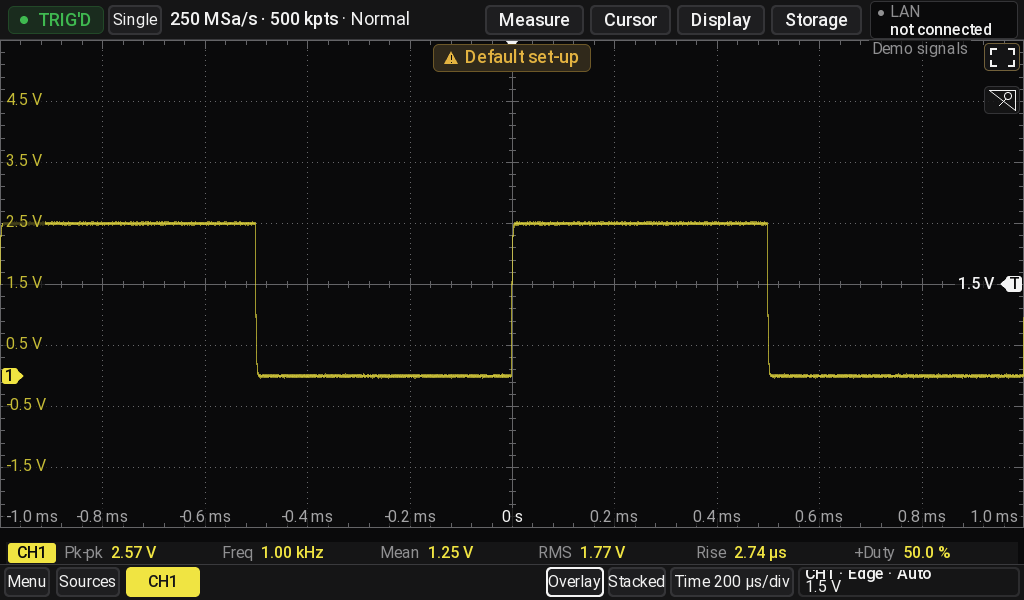 TRIG'D
Single
250 MSa/s · 500 kpts · Normal
Measure
Cursor
Display
Storage
LAN
not connected
Demo signals
Default set-up
4.5 V
3.5 V
2.5 V
1.5 V
1.5 V
T
0.5 V
1
-0.5 V
-1.5 V
-1.0 ms
-0.8 ms
-0.6 ms
-0.4 ms
-0.2 ms
0 s
0.2 ms
0.4 ms
0.6 ms
0.8 ms
1.0 ms
CH1
Pk-pk 2.57 V
Freq 1.00 kHz
Mean 1.25 V
RMS 1.77 V
Rise 2.74 µs
+Duty 50.0 %
Menu
Sources
CH1
Overlay
Stacked
Time 200 µs/div
CH1 · Edge · Auto
1.5 V